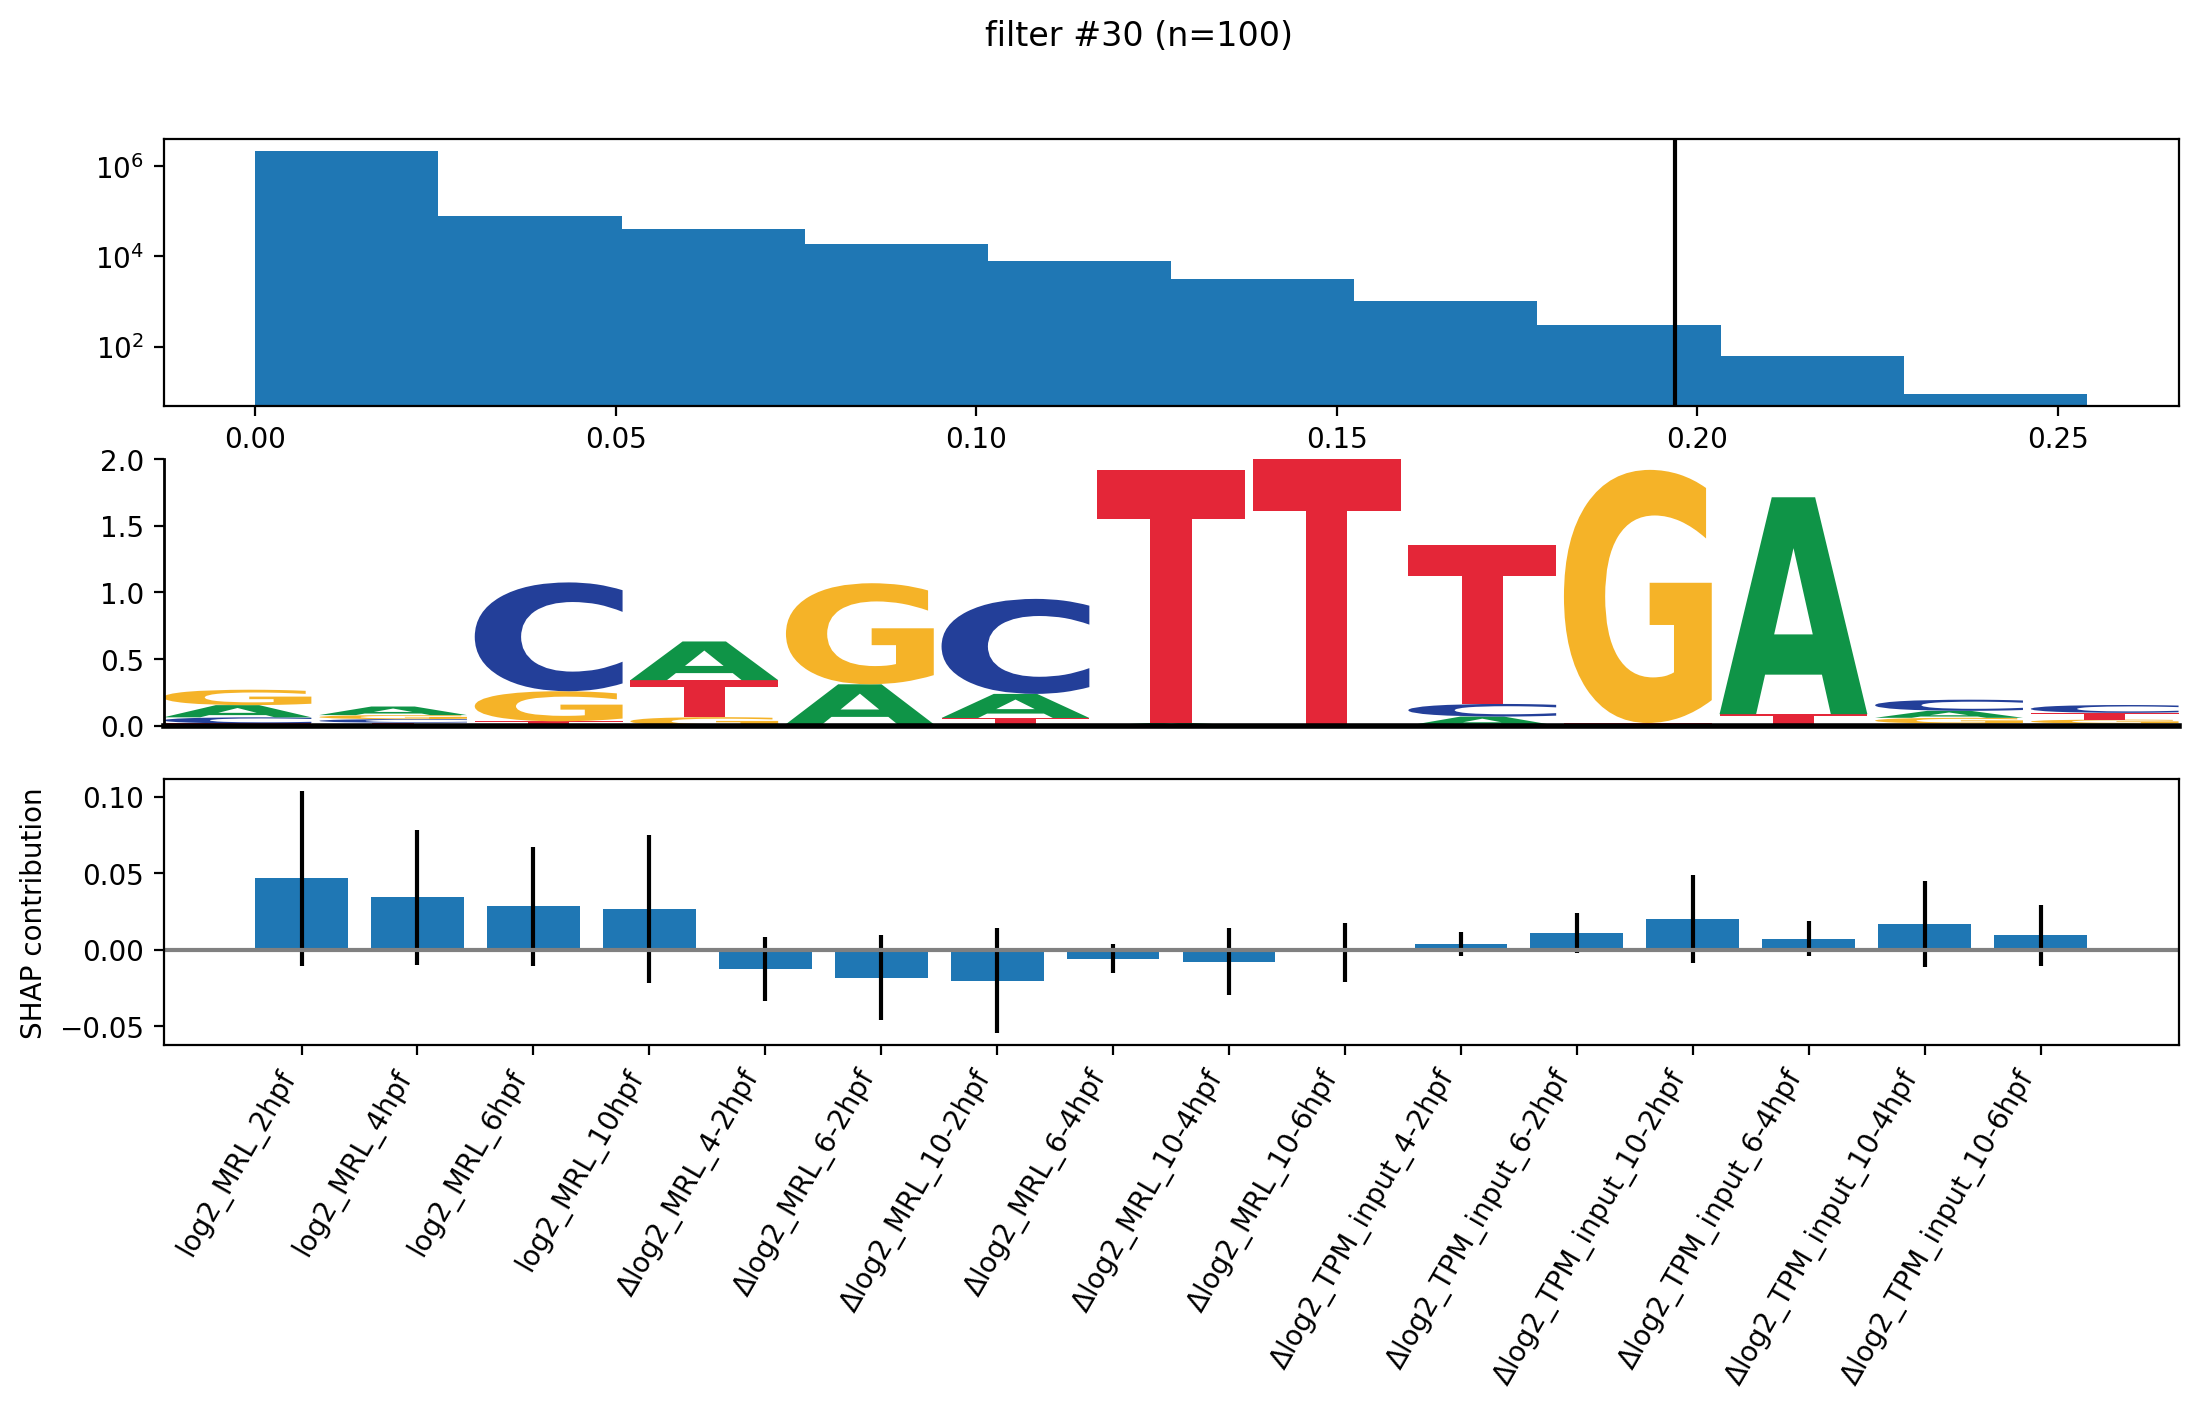 filter #30 (n=100)
10^6
10^4
10^2
0.00 0.05 0.10 0.15 0.20 0.25
2.0
1.5
1.0
0.5
0.0
G A C
A G C
C G T
A T G
G A
C A T
T
T
T C A
G
A T
C A G
C T G
SHAP contribution
0.10
0.05
0.00
−0.05
log2_MRL_2hpf
log2_MRL_4hpf
log2_MRL_6hpf
log2_MRL_10hpf
Δlog2_MRL_4-2hpf
Δlog2_MRL_6-2hpf
Δlog2_MRL_10-2hpf
Δlog2_MRL_6-4hpf
Δlog2_MRL_10-4hpf
Δlog2_MRL_10-6hpf
Δlog2_TPM_input_4-2hpf
Δlog2_TPM_input_6-2hpf
Δlog2_TPM_input_10-2hpf
Δlog2_TPM_input_6-4hpf
Δlog2_TPM_input_10-4hpf
Δlog2_TPM_input_10-6hpf